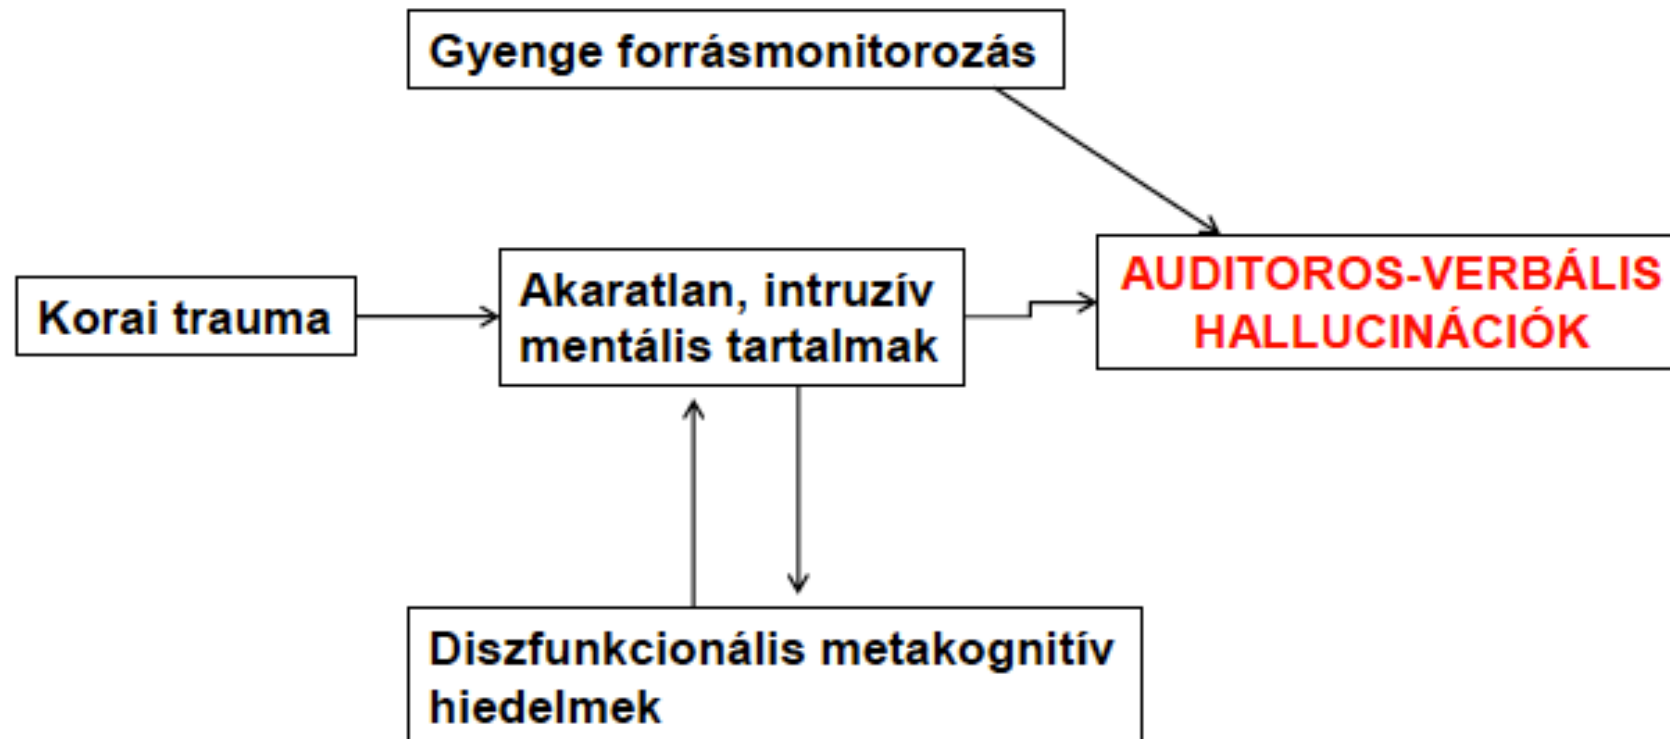 Gyenge forrásmonitorozás
Korai trauma
Akaratlan, intruzív
mentális tartalmak
AUDITOROS-VERBÁLIS
HALLUCINÁCIÓK
Diszfunkcionális metakognitív
hiedelmek